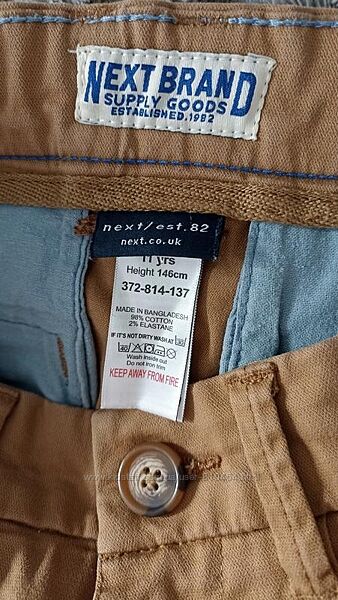 NEXT BRAND
SUPPLY GOODS
ESTABLISHED.1982
next/est.82
next.co.uk
11 yrs
Height 146cm
372-814-137
MADE IN BANGLADESH
98% COTTON
2% ELASTANE
IF IT'S NOT DIRTY WASH AT 30
40
Wash inside out
Do not iron trim
KEEP AWAY FROM FIRE